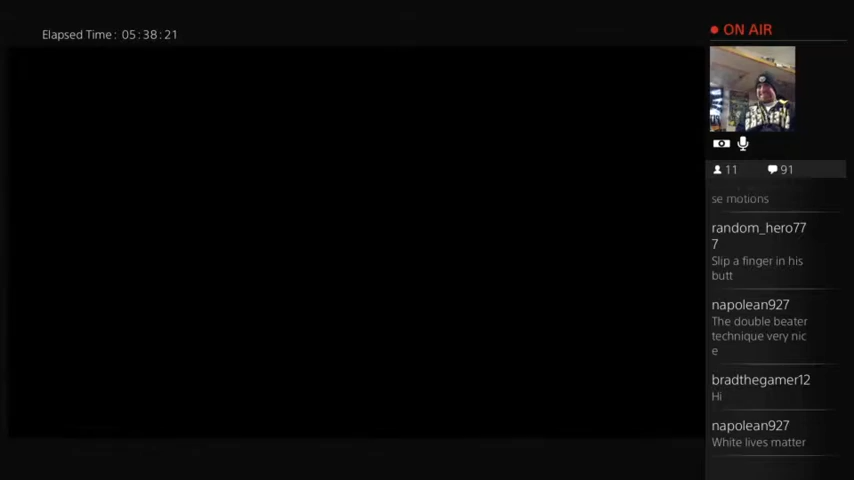 Elapsed Time: 05:38:21
ON AIR
11
91
se motions
random_hero77
7
Slip a finger in his
butt
napolean927
The double beater
technique very nic
e
bradthegamer12
Hi
napolean927
White lives matter